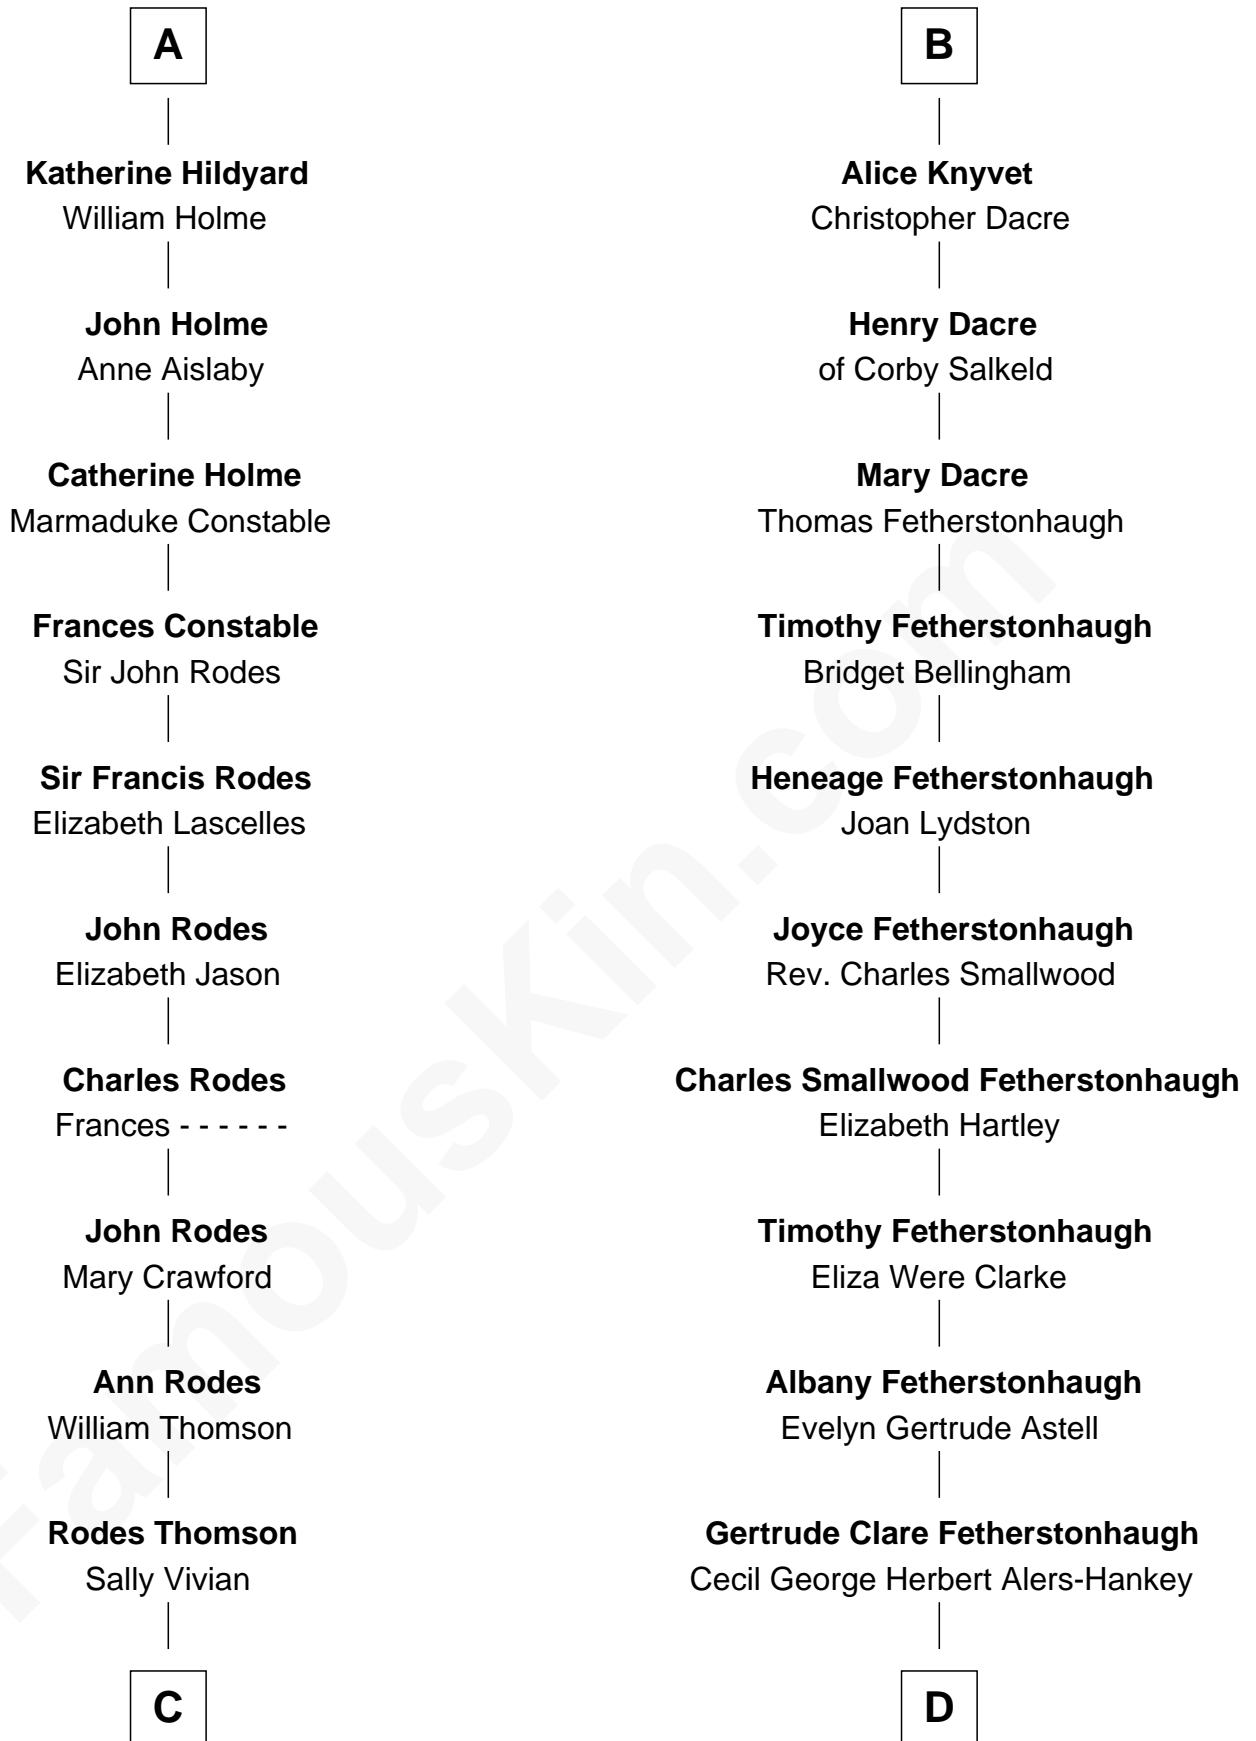 A
Katherine Hildyard
William Holme
John Holme
Anne Aislaby
Catherine Holme
Marmaduke Constable
Frances Constable
Sir John Rodes
Sir Francis Rodes
Elizabeth Lascelles
John Rodes
Elizabeth Jason
Charles Rodes
Frances - - - - - -
John Rodes
Mary Crawford
Ann Rodes
William Thomson
Rodes Thomson
Sally Vivian
C
B
Alice Knyvet
Christopher Dacre
Henry Dacre
of Corby Salkeld
Mary Dacre
Thomas Fetherstonhaugh
Timothy Fetherstonhaugh
Bridget Bellingham
Heneage Fetherstonhaugh
Joan Lydston
Joyce Fetherstonhaugh
Rev. Charles Smallwood
Charles Smallwood Fetherstonhaugh
Elizabeth Hartley
Timothy Fetherstonhaugh
Eliza Were Clarke
Albany Fetherstonhaugh
Evelyn Gertrude Astell
Gertrude Clare Fetherstonhaugh
Cecil George Herbert Alers-Hankey
D
FamousKin.com